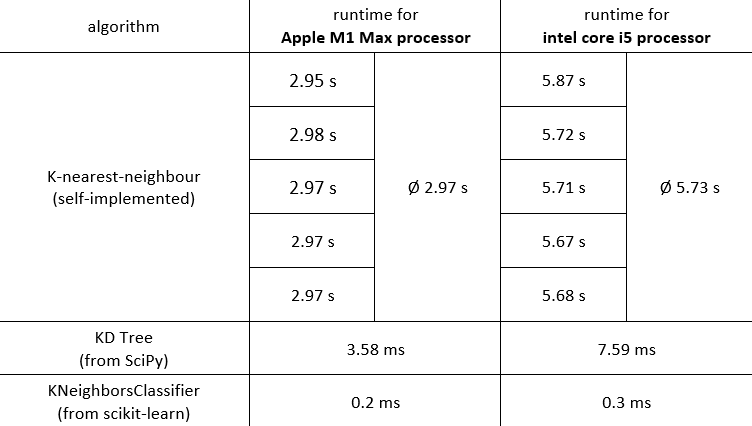 algorithm
runtime for
Apple M1 Max processor
runtime for
intel core i5 processor
K-nearest-neighbour
(self-implemented)
2.95 s
2.98 s
2.97 s
2.97 s
2.97 s
Ø 2.97 s
5.87 s
5.72 s
5.71 s
5.67 s
5.68 s
Ø 5.73 s
KD Tree
(from SciPy)
3.58 ms
7.59 ms
KNeighborsClassifier
(from scikit-learn)
0.2 ms
0.3 ms